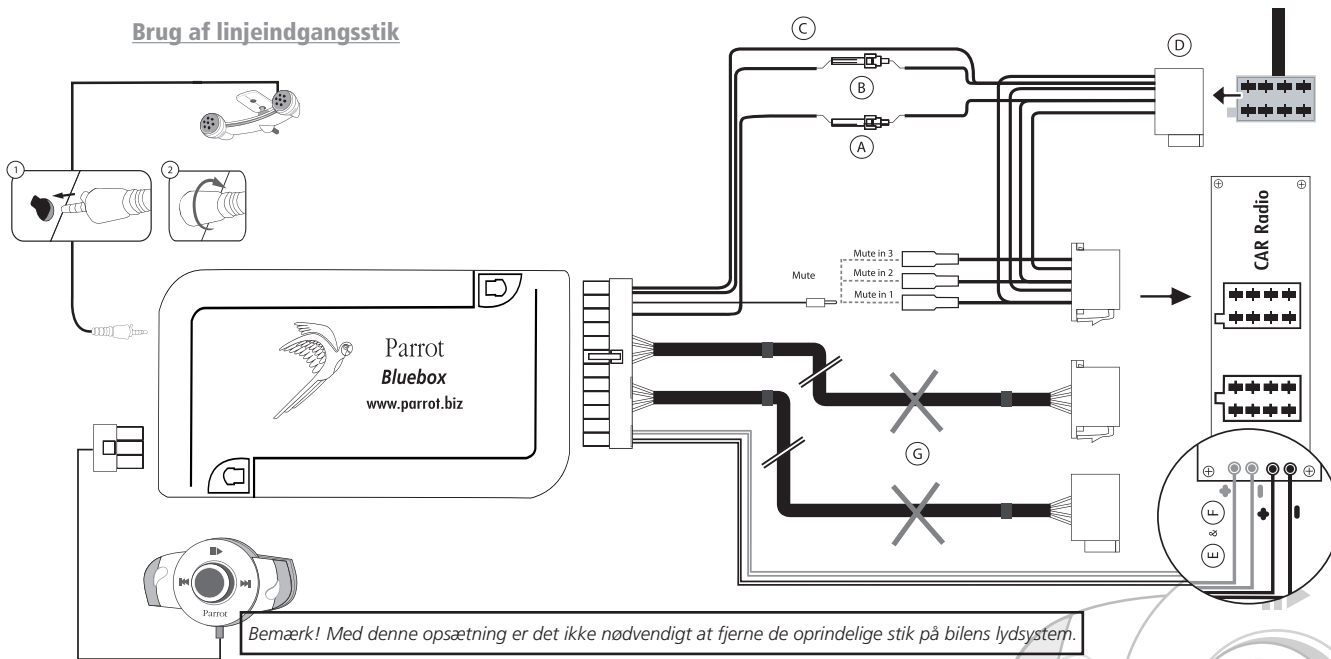 Brug af linjeindgangsstik
C
B
A
D
1
2
CAR Radio
Mute
Mute in 3
Mute in 2
Mute in 1
Parrot
Bluebox
www.parrot.biz
G
E & F
Parrot
Bemærk! Med denne opsætning er det ikke nødvendigt at fjerne de oprindelige stik på bilens lydsystem.